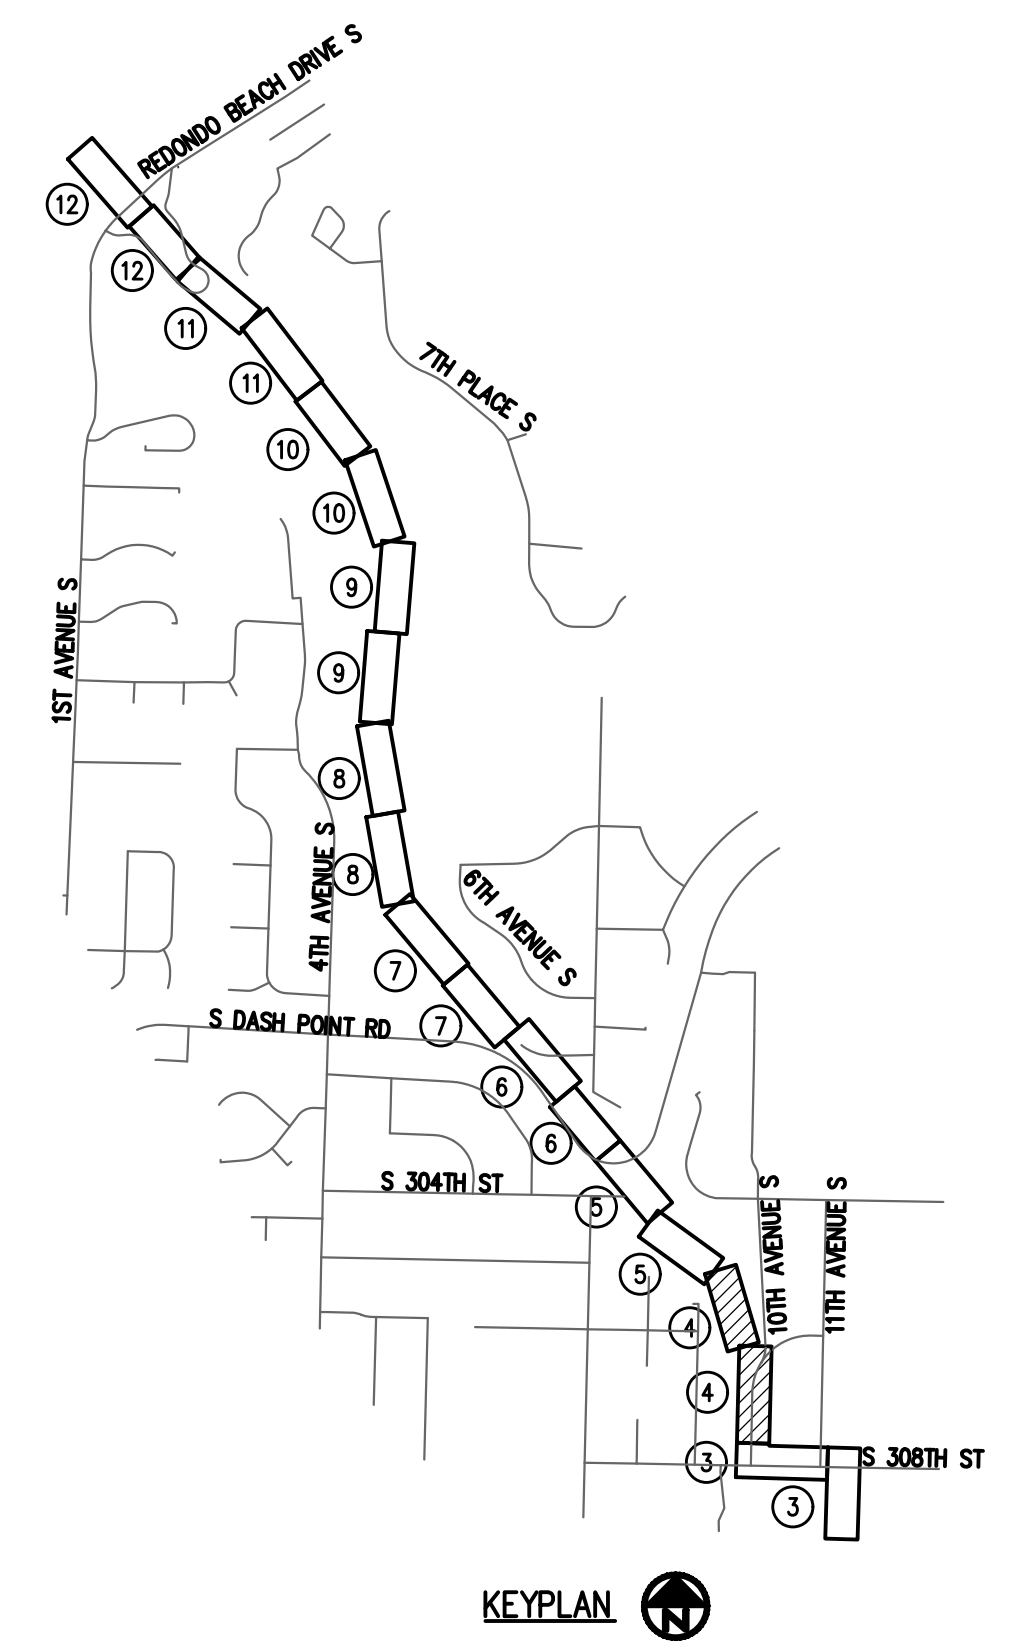 REDONDO BEACH DRIVE S
12
12
11
11
7TH PLACE S
10
10
9
1ST AVENUE S
9
8
4TH AVENUE S
8
6TH AVENUE S
7
S DASH POINT RD
7
6
6
S 304TH ST
5
10TH AVENUE S
11TH AVENUE S
5
4
4
3
S 308TH ST
3
KEYPLAN
N